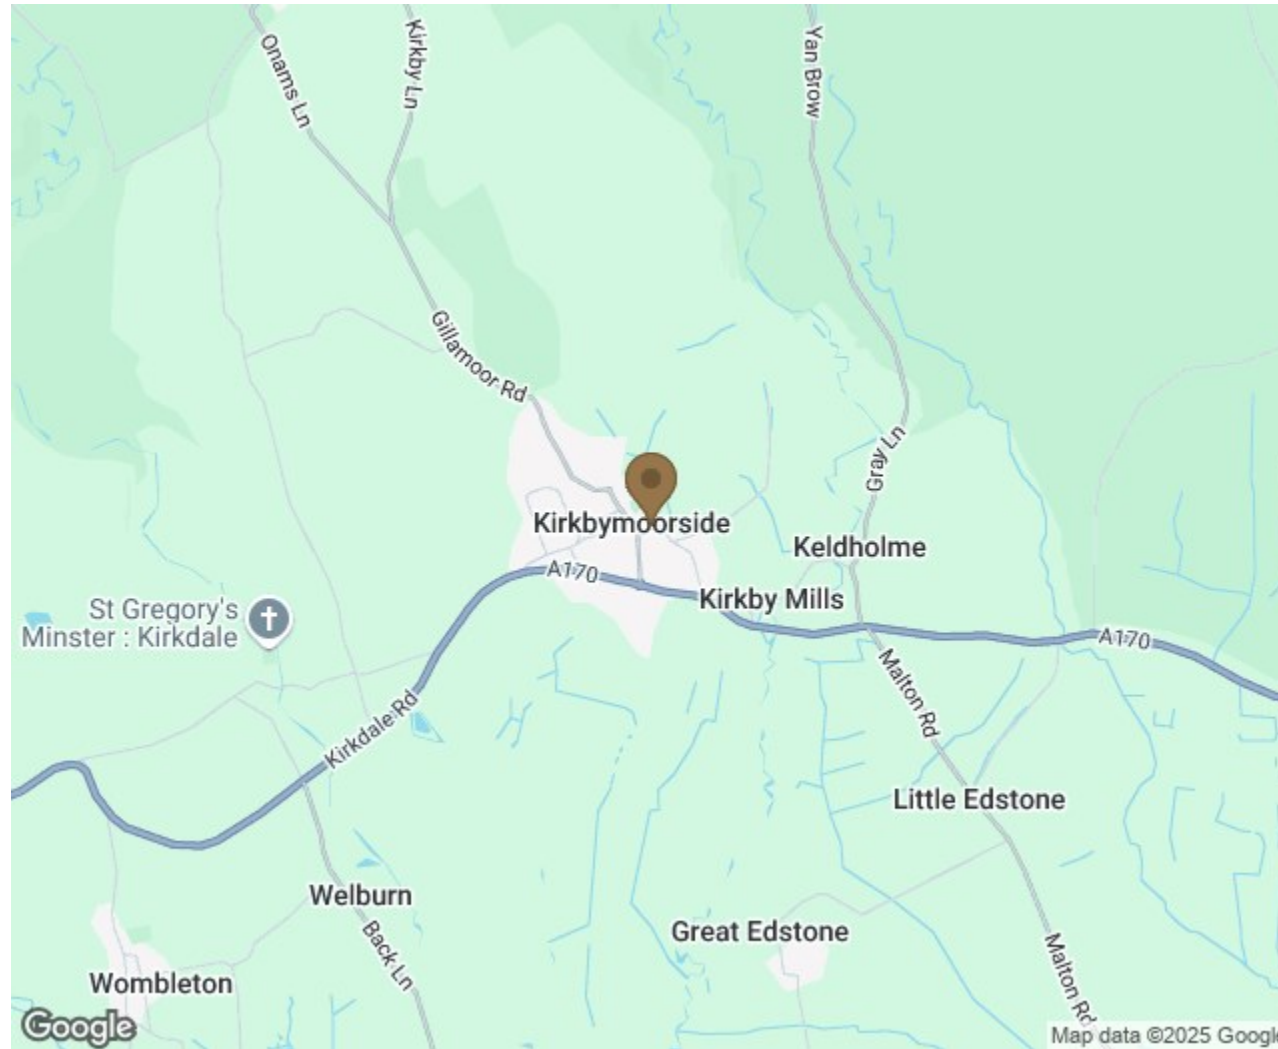 Onams Ln
Kirkby Ln
Yan Brow
Gillamoor Rd
Gray Ln
Kirkbymoorside
Keldholme
A170
Kirkby Mills
St Gregory's
Minster : Kirkdale
A170
Malton Rd
Kirkdale Rd
Little Edstone
Welburn
Great Edstone
Back Ln
Wombleton
Malton Rd
Google
Map data ©2025 Google